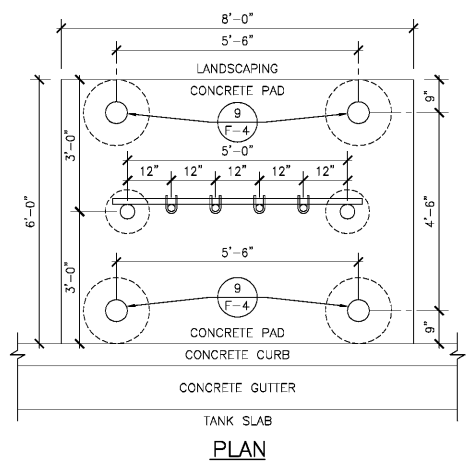 8'-0"
5'-6"
LANDSCAPING
CONCRETE PAD
9"
9
F-4
3'-0"
5'-0"
12" 12" 12" 12" 12"
6'-0"
4'-6"
3'-0"
5'-6"
9
F-4
9"
CONCRETE PAD
CONCRETE CURB
CONCRETE GUTTER
TANK SLAB
PLAN